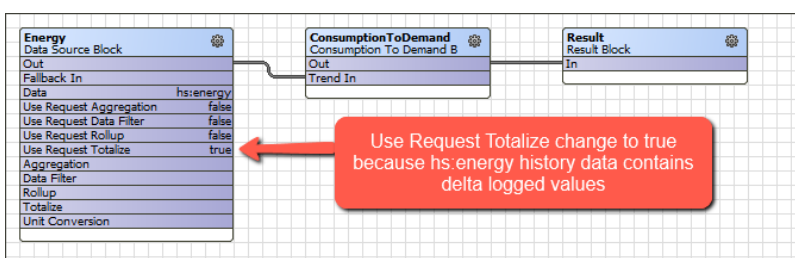 Energy
Data Source Block
Out
Fallback In
Data hs:energy
Use Request Aggregation false
Use Request Data Filter false
Use Request Rollup false
Use Request Totalize true
Aggregation
Data Filter
Rollup
Totalize
Unit Conversion
ConsumptionToDemand
Consumption To Demand B
Out
Trend In
Result
Result Block
In
Use Request Totalize change to true
because hs:energy history data contains
delta logged values